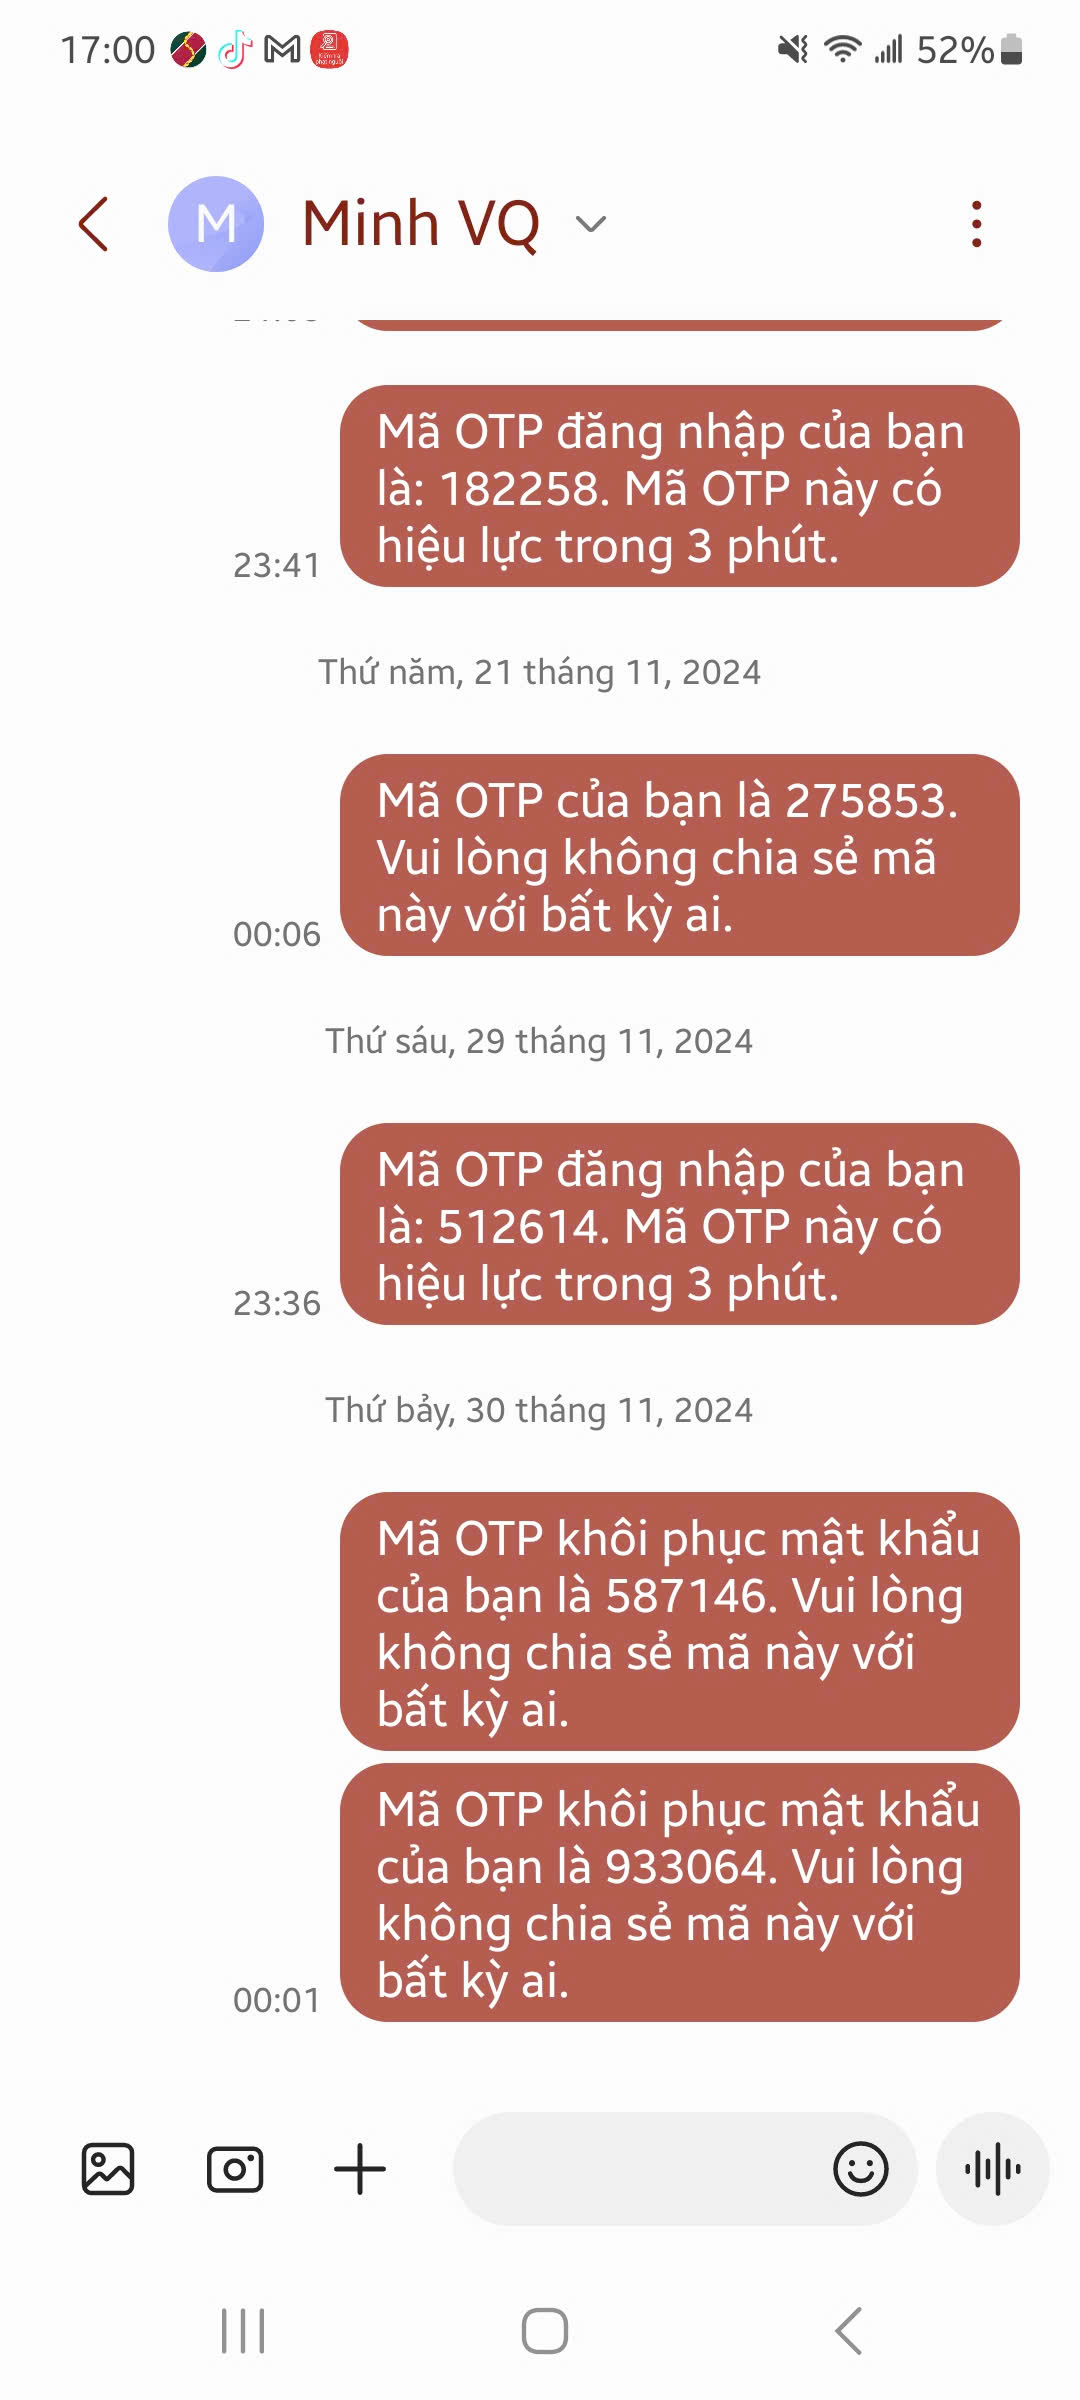 17:00
52%
M
Minh VQ
Mã OTP đăng nhập của bạn
là: 182258. Mã OTP này có
hiệu lực trong 3 phút.
23:41
Thứ năm, 21 tháng 11, 2024
Mã OTP của bạn là 275853.
Vui lòng không chia sẻ mã
này với bất kỳ ai.
00:06
Thứ sáu, 29 tháng 11, 2024
Mã OTP đăng nhập của bạn
là: 512614. Mã OTP này có
hiệu lực trong 3 phút.
23:36
Thứ bảy, 30 tháng 11, 2024
Mã OTP khôi phục mật khẩu
của bạn là 587146. Vui lòng
không chia sẻ mã này với
bất kỳ ai.
Mã OTP khôi phục mật khẩu
của bạn là 933064. Vui lòng
không chia sẻ mã này với
bất kỳ ai.
00:01